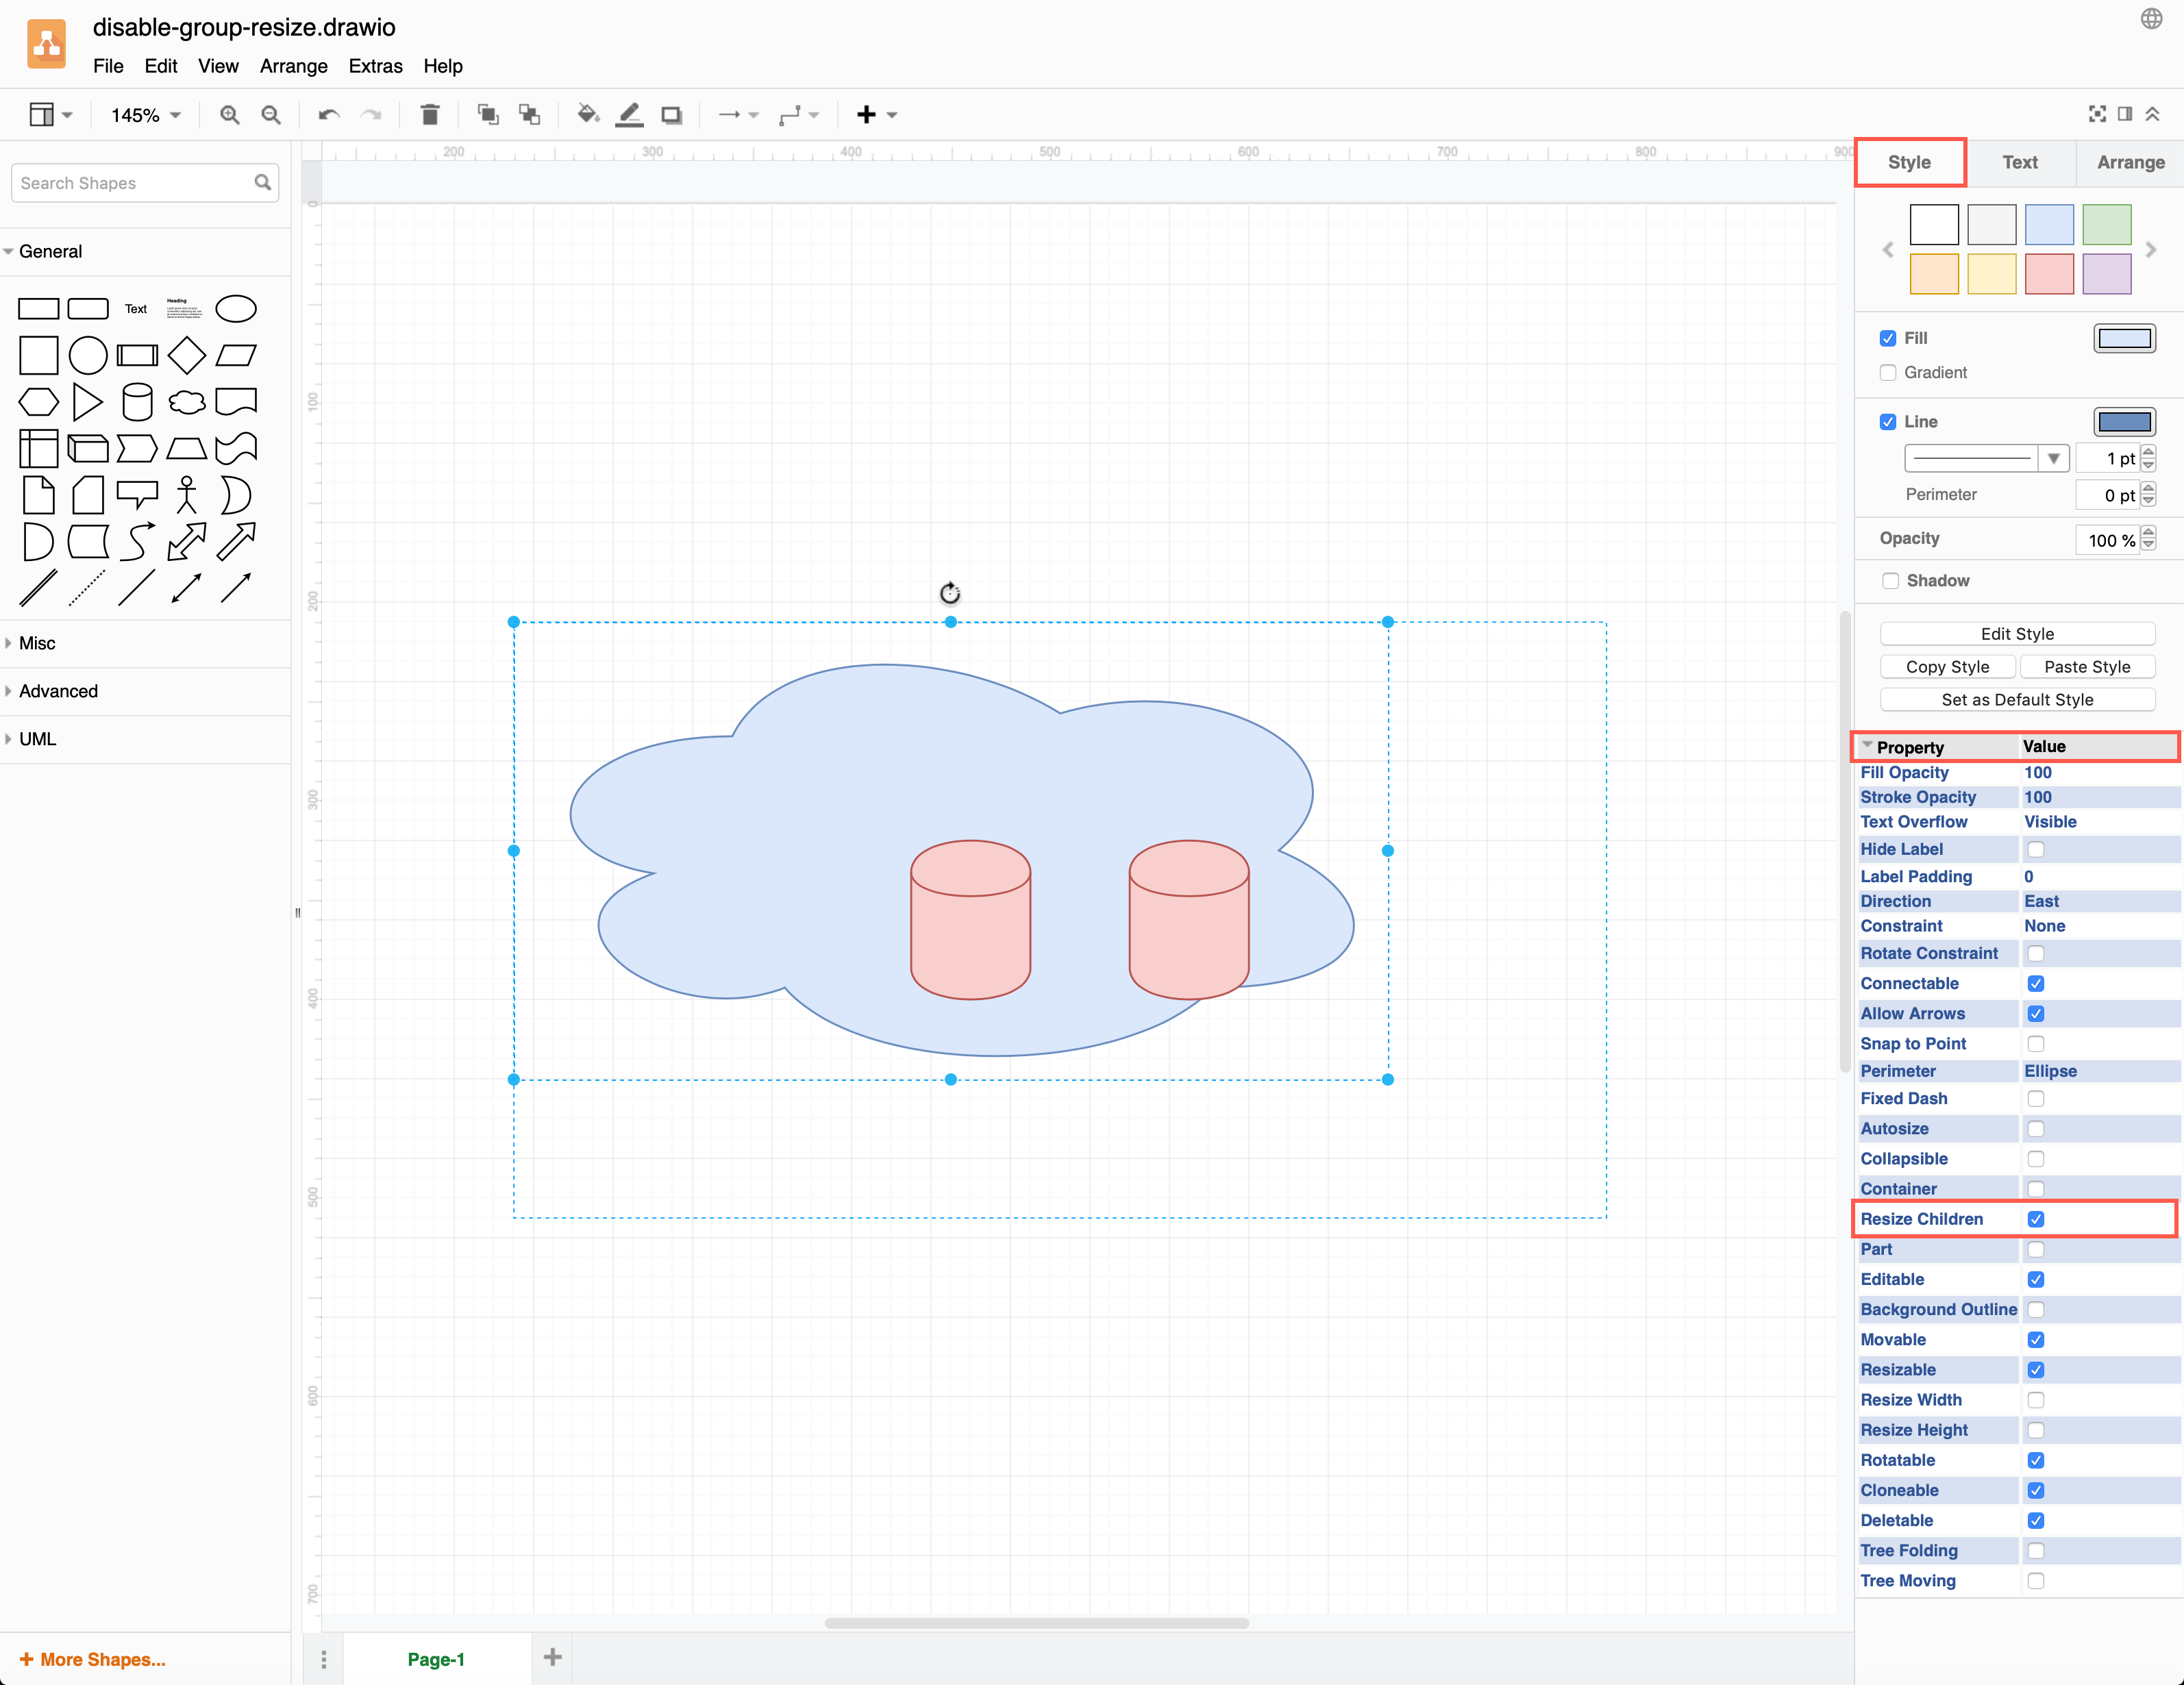 disable-group-resize.drawio
File Edit View Arrange Extras Help
145%
Search Shapes
General
Text
Heading
Misc
Advanced
UML
+ More Shapes...
200 300 400 500 600 700 800 900
0
100
200
300
400
500
600
700
Page-1
Style Text Arrange
Fill
Gradient
Line
1 pt
Perimeter 0 pt
Opacity 100 %
Shadow
Edit Style
Copy Style Paste Style
Set as Default Style
Property Value
Fill Opacity 100
Stroke Opacity 100
Text Overflow Visible
Hide Label
Label Padding 0
Direction East
Constraint None
Rotate Constraint
Connectable
Allow Arrows
Snap to Point
Perimeter Ellipse
Fixed Dash
Autosize
Collapsible
Container
Resize Children
Part
Editable
Background Outline
Movable
Resizable
Resize Width
Resize Height
Rotatable
Cloneable
Deletable
Tree Folding
Tree Moving